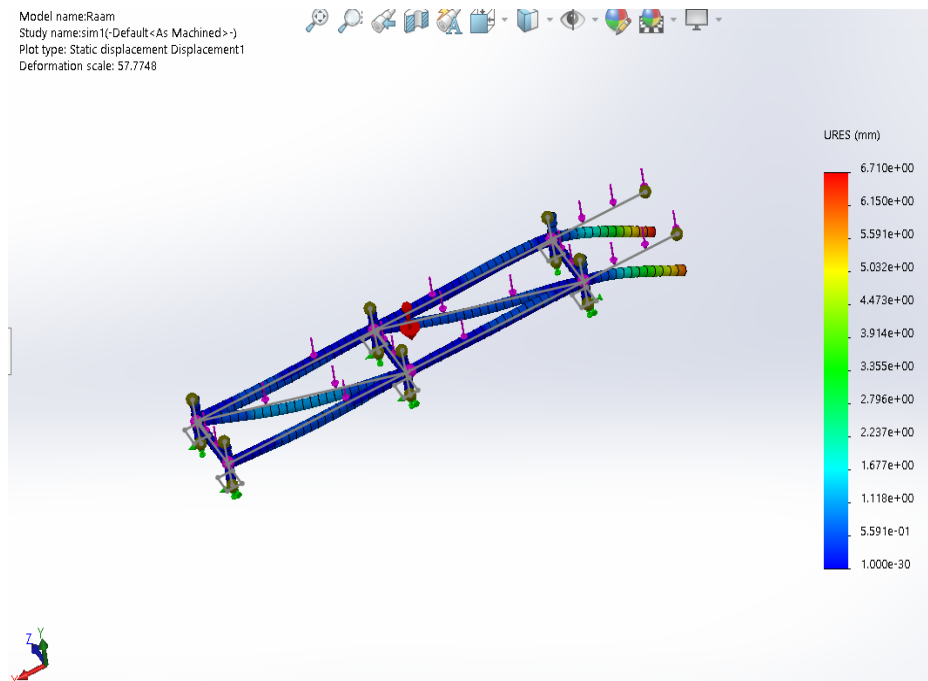 Model name:Raam
Study name:sim1(-Default<As Machined>-)
Plot type: Static displacement Displacement1
Deformation scale: 57.7748
URES (mm)
6.710e+00
6.150e+00
5.591e+00
5.032e+00
4.473e+00
3.914e+00
3.355e+00
2.796e+00
2.237e+00
1.677e+00
1.118e+00
5.591e-01
1.000e-30
Y
Z